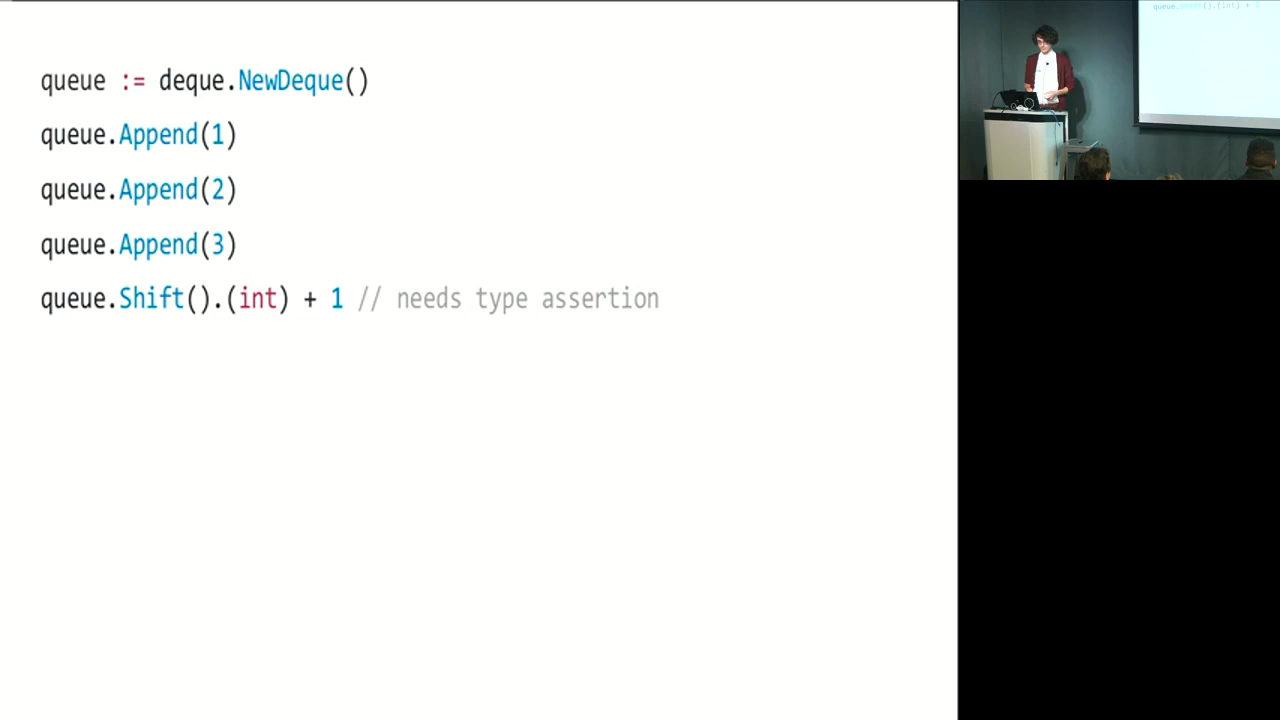 queue := deque.NewDeque()
queue.Append(1)
queue.Append(2)
queue.Append(3)
queue.Shift().(int) + 1 // needs type assertion